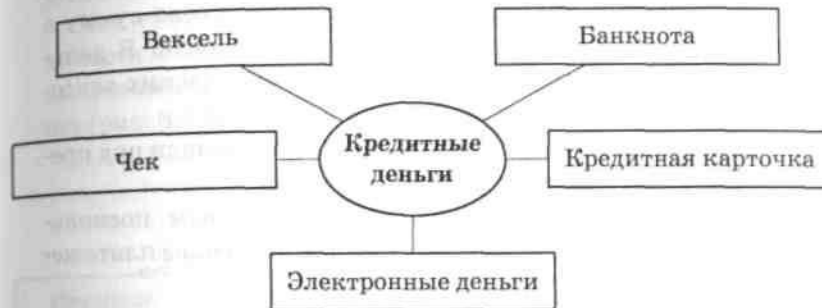 Вексель
Банкнота
Кредитные
деньги
Чек
Кредитная карточка
Электронные деньги